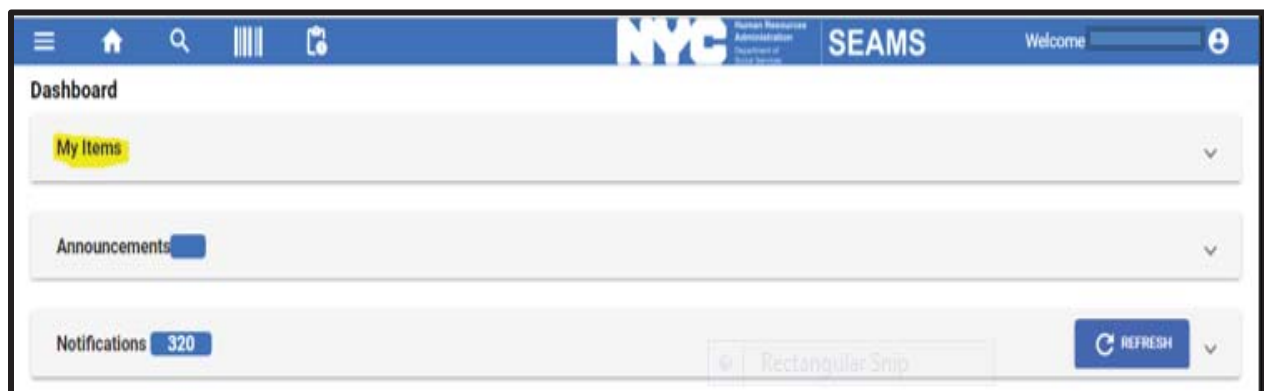 NYC
Human Resources
Administration
Department of
Social Services
SEAMS
Welcome
Dashboard
My Items
Announcements
Notifications 320
REFRESH
Rectangular Snip